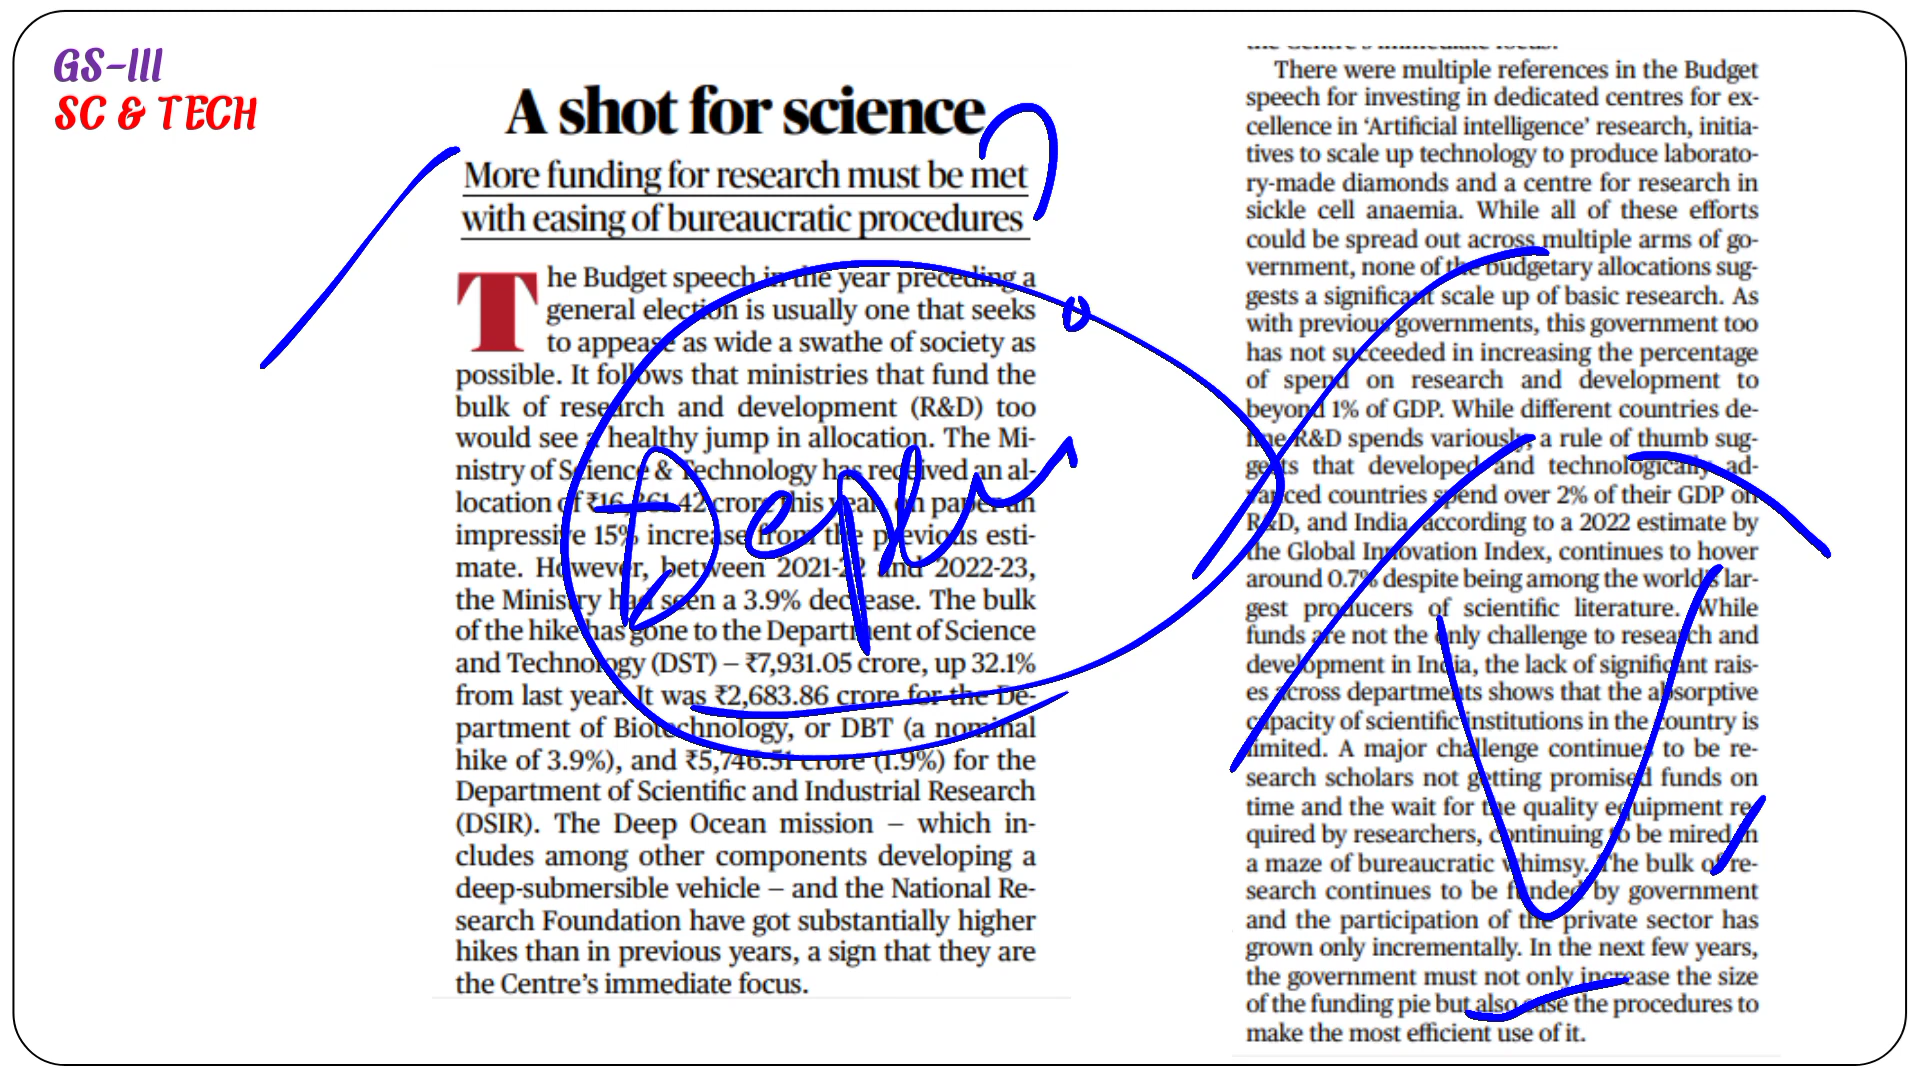 GS-III
SC & TECH
A shot for science
More funding for research must be met
with easing of bureaucratic procedures
The Budget speech in the year preceding a
general election is usually one that seeks
to appease as wide a swathe of society as
possible. It follows that ministries that fund the
bulk of research and development (R&D) too
would see a healthy jump in allocation. The Mi-
nistry of Science & Technology has received an al-
location of ₹16,361.42 crore this year, on paper an
impressive 15% increase from the previous esti-
mate. However, between 2021-22 and 2022-23,
the Ministry had seen a 3.9% decrease. The bulk
of the hike has gone to the Department of Science
and Technology (DST) – ₹7,931.05 crore, up 32.1%
from last year. It was ₹2,683.86 crore for the De-
partment of Biotechnology, or DBT (a nominal
hike of 3.9%), and ₹5,746.51 crore (1.9%) for the
Department of Scientific and Industrial Research
(DSIR). The Deep Ocean mission – which in-
cludes among other components developing a
deep-submersible vehicle – and the National Re-
search Foundation have got substantially higher
hikes than in previous years, a sign that they are
the Centre's immediate focus.
the Centre's immediate focus.
There were multiple references in the Budget
speech for investing in dedicated centres for ex-
cellence in 'Artificial intelligence' research, initia-
tives to scale up technology to produce laborato-
ry-made diamonds and a centre for research in
sickle cell anaemia. While all of these efforts
could be spread out across multiple arms of go-
vernment, none of the budgetary allocations sug-
gests a significant scale up of basic research. As
with previous governments, this government too
has not succeeded in increasing the percentage
of spend on research and development to
beyond 1% of GDP. While different countries de-
fine R&D spends variously, a rule of thumb sug-
gests that developed and technologically ad-
vanced countries spend over 2% of their GDP on
R&D, and India, according to a 2022 estimate by
the Global Innovation Index, continues to hover
around 0.7% despite being among the world's lar-
gest producers of scientific literature. While
funds are not the only challenge to research and
development in India, the lack of significant rais-
es across departments shows that the absorptive
capacity of scientific institutions in the country is
limited. A major challenge continues to be re-
search scholars not getting promised funds on
time and the wait for the quality equipment re-
quired by researchers, continuing to be mired in
a maze of bureaucratic whimsy. The bulk of re-
search continues to be funded by government
and the participation of the private sector has
grown only incrementally. In the next few years,
the government must not only increase the size
of the funding pie but also ease the procedures to
make the most efficient use of it.